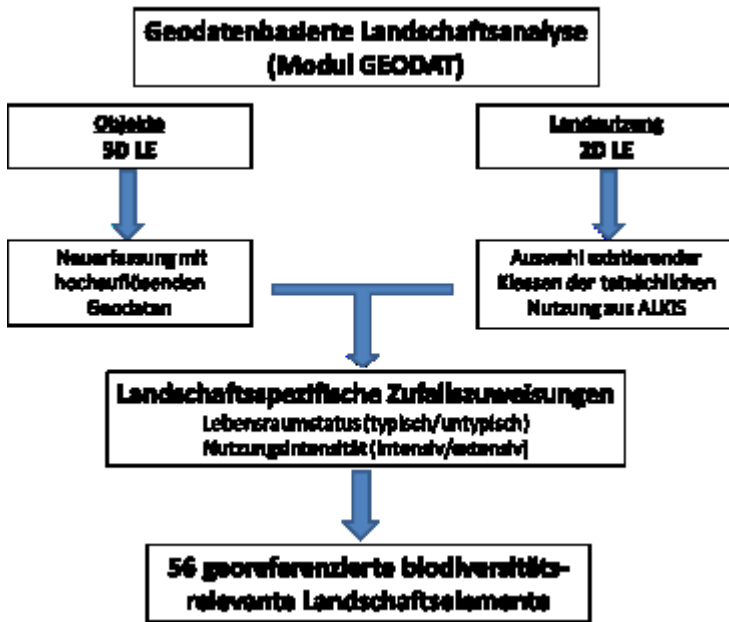 Geodatenbasierte Landschaftsanalyse
(Modul GEODAT)
Objekte
3D LE
Landnutzung
2D LE
Neuerfassung mit
hochauflösenden
Geodaten
Auswahl existierender
Klassen der tatsächlichen
Nutzung aus ALKIS
Landschaftsspezifische Zufallszuweisungen
Lebensraumstatus (typisch/untypisch)
Nutzungsintensität (intensiv/extensiv)
56 georeferenzierte biodiversitäts-
relevante Landschaftselemente